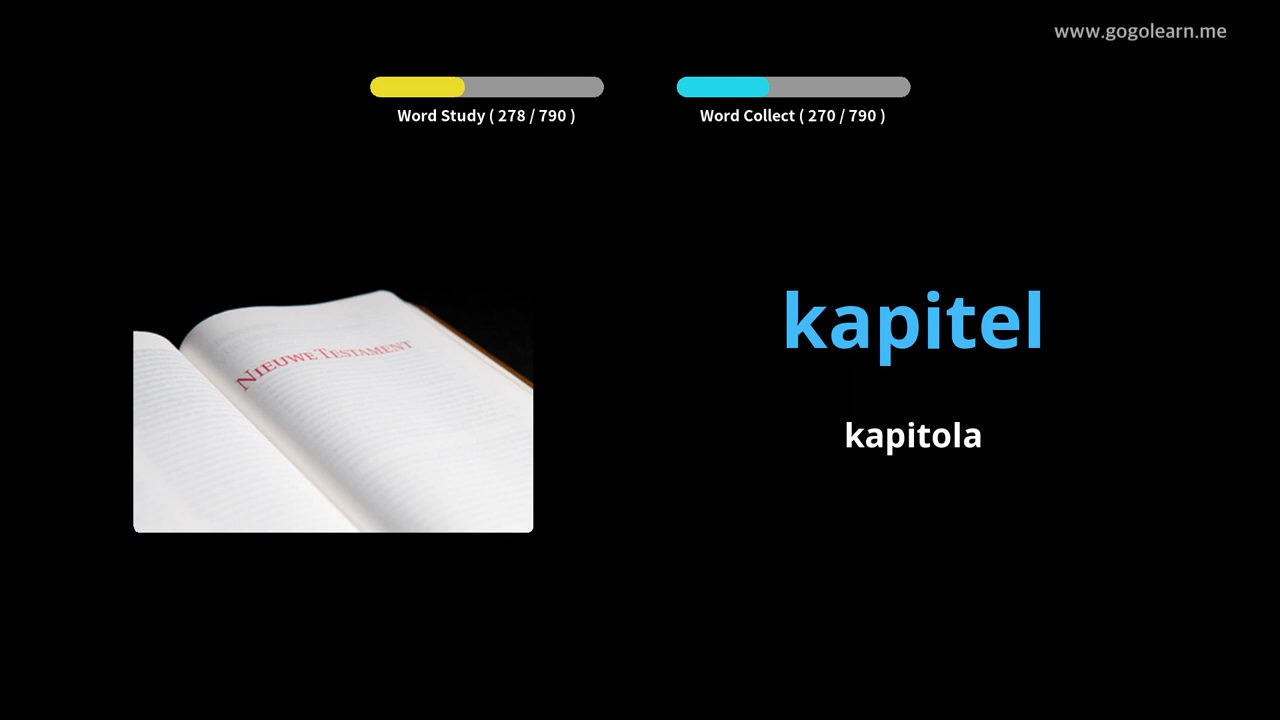 www.gogolearn.me
Word Study ( 278 / 790 )
Word Collect ( 270 / 790 )
NIEUWE TESTAMENT
kapitel
kapitola